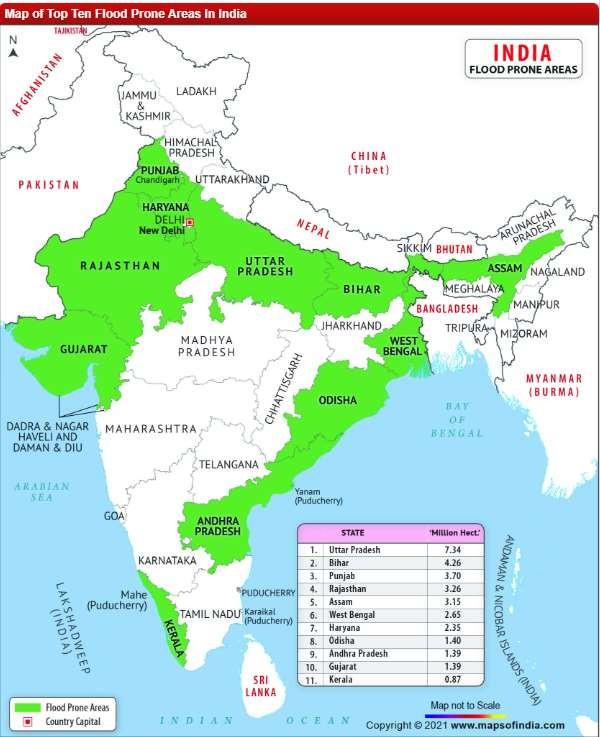 Map of Top Ten Flood Prone Areas In India
TAJIKISTAN
N
INDIA
FLOOD PRONE AREAS
AFGHANISTAN
LADAKH
JAMMU
&
KASHMIR
HIMACHAL
PRADESH
CHINA
(Tibet)
PAKISTAN
PUNJAB
Chandigarh
UTTARAKHAND
HARYANA
DELHI
New Delhi
NEPAL
ARUNACHAL
PRADESH
SIKKIM
BHUTAN
RAJASTHAN
UTTAR
PRADESH
ASSAM
NAGALAND
BIHAR
MEGHALAYA
MANIPUR
BANGLADESH
JHARKHAND
TRIPURA
MIZORAM
GUJARAT
MADHYA
PRADESH
WEST
BENGAL
CHHATTISGARH
MYANMAR
(BURMA)
ODISHA
DADRA & NAGAR
HAVELI AND
DAMAN & DIU
MAHARASHTRA
BAY
OF
BENGAL
TELANGANA
ARABIAN
SEA
Yanam
(Puducherry)
GOA
ANDHRA
PRADESH
KARNATAKA
STATE 'Million Hect.'
1. Uttar Pradesh 7.34
2. Bihar 4.26
3. Punjab 3.70
4. Rajasthan 3.26
5. Assam 3.15
6. West Bengal 2.65
7. Haryana 2.35
8. Odisha 1.40
9. Andhra Pradesh 1.39
10. Gujarat 1.39
11. Kerala 0.87
ANDAMAN & NICOBAR ISLANDS (INDIA)
LAKSHADWEEP
(INDIA)
Mahe
(Puducherry)
PUDUCHERRY
TAMIL NADU
Karaikal
(Puducherry)
KERALA
SRI
LANKA
Flood Prone Areas
Country Capital
INDIAN OCEAN
Map not to Scale
Copyright © 2021 www.mapsofindia.com